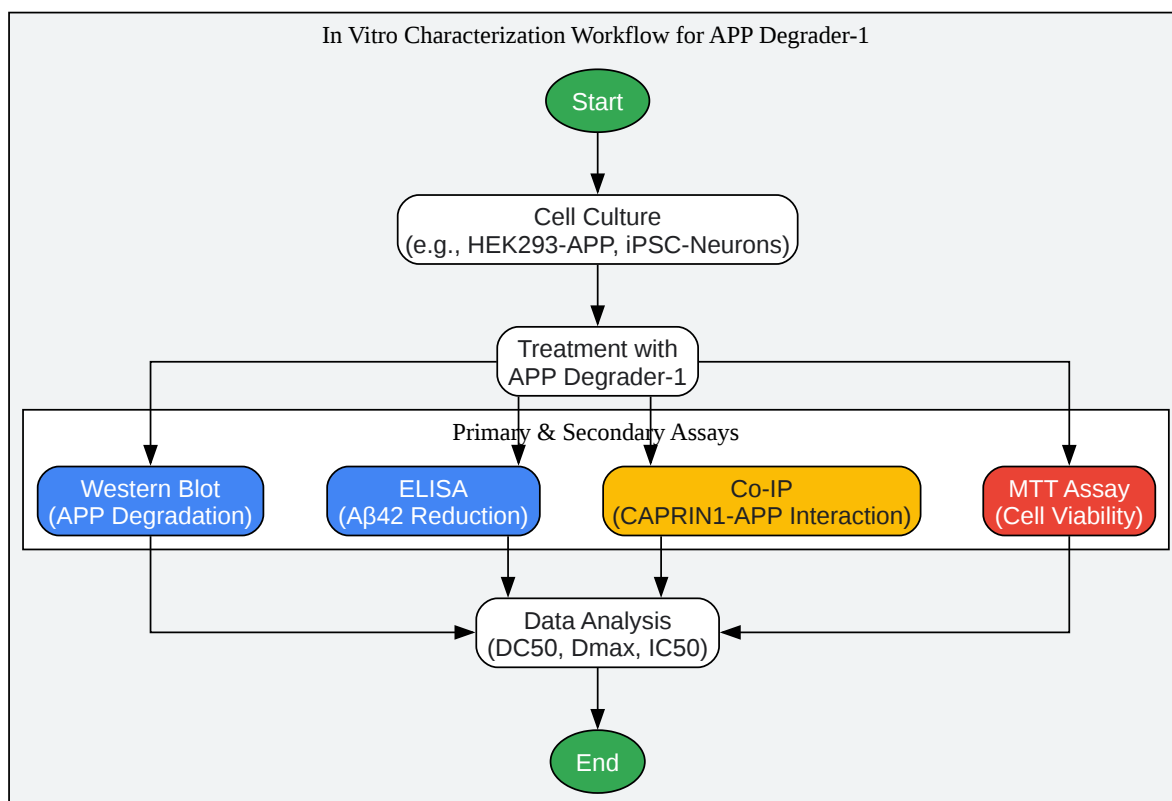 In Vitro Characterization Workflow for APP Degrader-1
Start
Cell Culture
(e.g., HEK293-APP, iPSC-Neurons)
Treatment with
APP Degrader-1
Primary & Secondary Assays
Western Blot
(APP Degradation)
ELISA
(Aβ42 Reduction)
Co-IP
(CAPRIN1-APP Interaction)
MTT Assay
(Cell Viability)
Data Analysis
(DC50, Dmax, IC50)
End